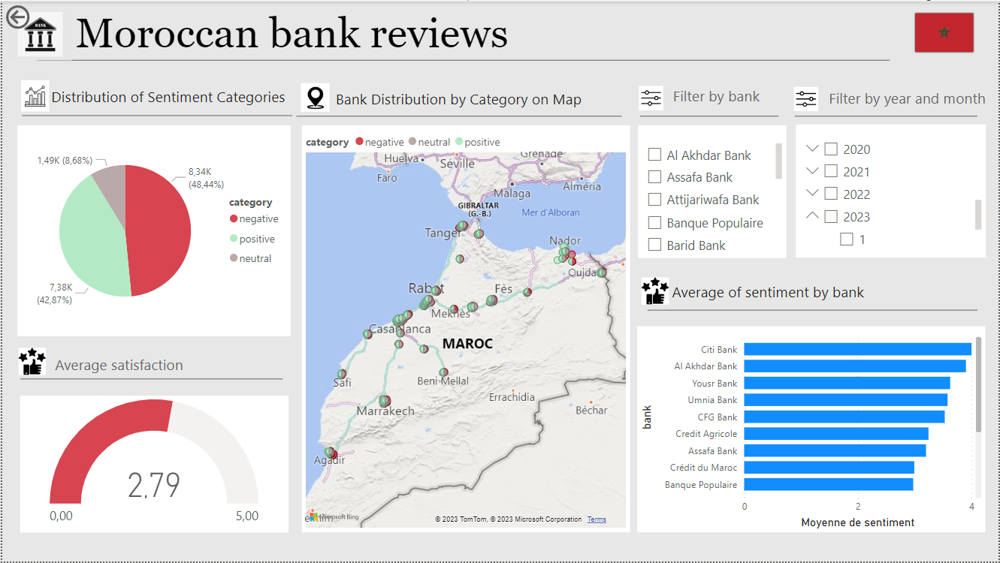 BANK
Moroccan bank reviews
Distribution of Sentiment Categories
1,49K (8,68%)
8,34K
(48,44%)
category
negative
positive
neutral
7,38K
(42,87%)
Average satisfaction
2,79
0,00
5,00
Bank Distribution by Category on Map
category negative neutral positive
Huelva
Séville
Grenade
Faro
Malaga
Almería
GIBRALTAR
(G.-B.)
Mer d'Alboran
Tanger
Nador
Oujda
Rabat
Fès
Meknès
Casablanca
MAROC
Safi
Beni Mellal
Errachidia
Marrakech
Béchar
Agadir
Microsoft Bing
© 2023 TomTom, © 2023 Microsoft Corporation Terms
Filter by bank
Al Akhdar Bank
Assafa Bank
Attijariwafa Bank
Banque Populaire
Barid Bank
Filter by year and month
2020
2021
2022
2023
1
Average of sentiment by bank
bank
Citi Bank
Al Akhdar Bank
Yousr Bank
Umnia Bank
CFG Bank
Credit Agricole
Assafa Bank
Crédit du Maroc
Banque Populaire
0
2
4
Moyenne de sentiment